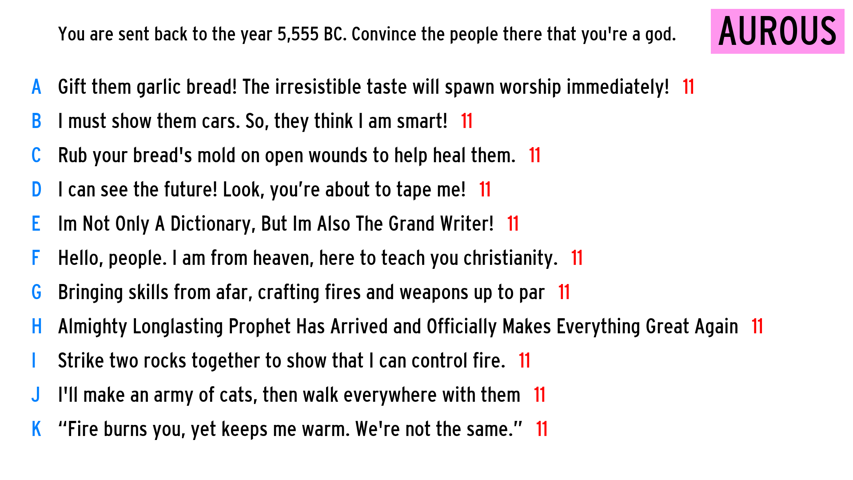 You are sent back to the year 5,555 BC. Convince the people there that you're a god.
AUROUS
A Gift them garlic bread! The irresistible taste will spawn worship immediately! 11
B I must show them cars. So, they think I am smart! 11
C Rub your bread's mold on open wounds to help heal them. 11
D I can see the future! Look, you’re about to tape me! 11
E Im Not Only A Dictionary, But Im Also The Grand Writer! 11
F Hello, people. I am from heaven, here to teach you christianity. 11
G Bringing skills from afar, crafting fires and weapons up to par 11
H Almighty Longlasting Prophet Has Arrived and Officially Makes Everything Great Again 11
I Strike two rocks together to show that I can control fire. 11
J I'll make an army of cats, then walk everywhere with them 11
K “Fire burns you, yet keeps me warm. We're not the same.” 11